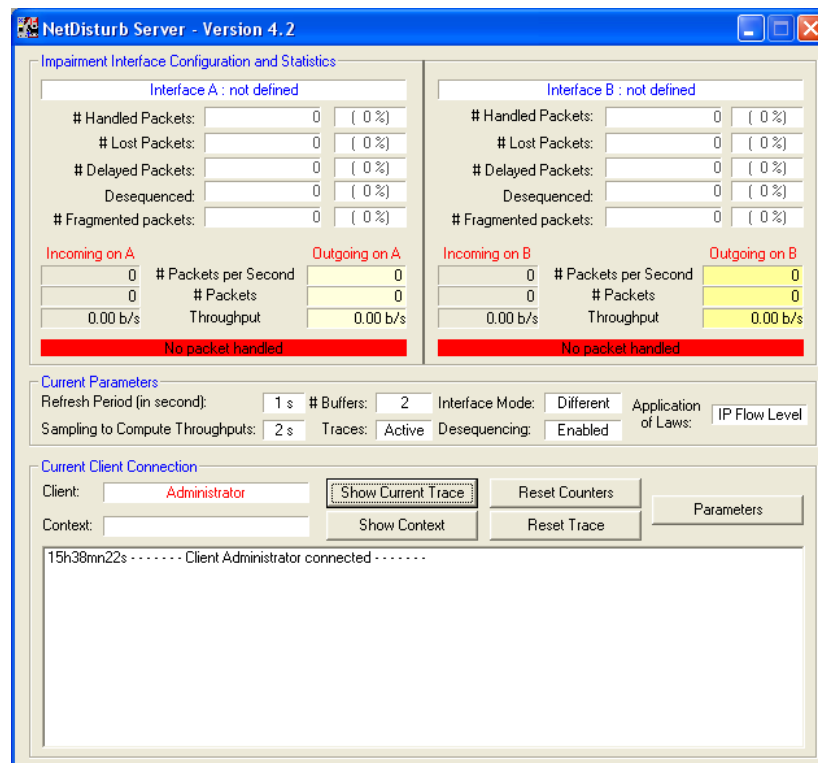 NetDisturb Server - Version 4.2
Impairment Interface Configuration and Statistics
Interface A : not defined
# Handled Packets: 0 ( 0 %)
# Lost Packets: 0 ( 0 %)
# Delayed Packets: 0 ( 0 %)
Desequenced: 0 ( 0 %)
# Fragmented packets: 0 ( 0 %)
Incoming on A Outgoing on A
0 # Packets per Second 0
0 # Packets 0
0.00 b/s Throughput 0.00 b/s
No packet handled
Interface B : not defined
# Handled Packets: 0 ( 0 %)
# Lost Packets: 0 ( 0 %)
# Delayed Packets: 0 ( 0 %)
Desequenced: 0 ( 0 %)
# Fragmented packets: 0 ( 0 %)
Incoming on B Outgoing on B
0 # Packets per Second 0
0 # Packets 0
0.00 b/s Throughput 0.00 b/s
No packet handled
Current Parameters
Refresh Period (in second): 1 s # Buffers: 2 Interface Mode: Different
Sampling to Compute Throughputs: 2 s Traces: Active Desequencing: Enabled
Application
of Laws:
IP Flow Level
Current Client Connection
Client: Administrator Show Current Trace Reset Counters
Context: Show Context Reset Trace
Parameters
15h38mn22s - - - - - - - Client Administrator connected - - - - - - -